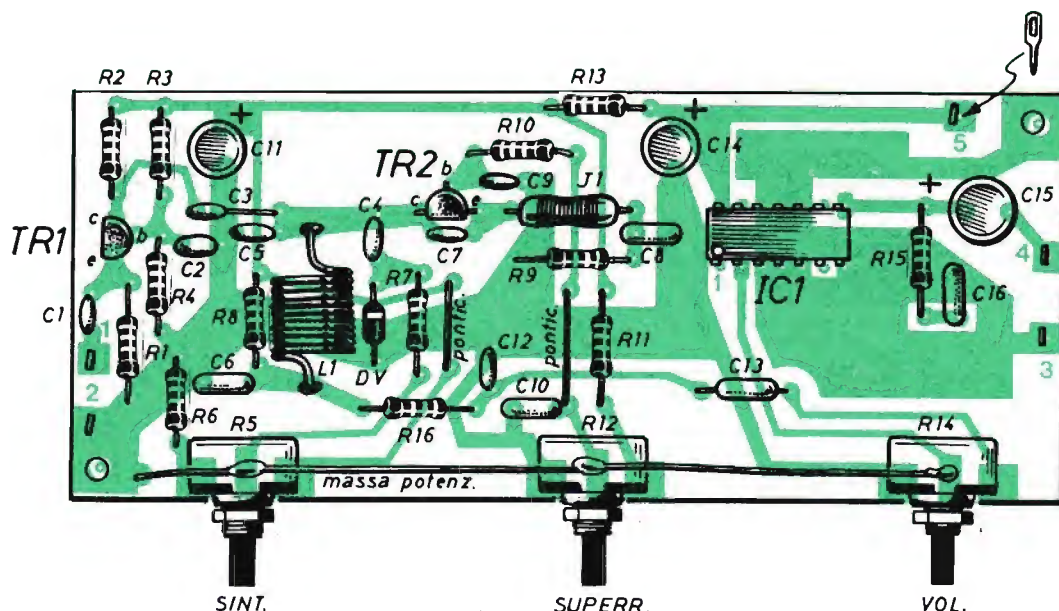 R2 R3 R13
+ + 5
C11 R10 C14
TR2 b C9 J1 + C15
c e
C3 C4
TR1 c b C5 C7 R9 C8 R15 4
e C2 R7 1 IC1
R4 C16
C1 1 R8 pontic. pontic. R11
R1 C12 3
2 C6 L1 DV C10 C13
R6 R5 R16 R12 R14
massa potenz.
SINT. SUPERR. VOL.